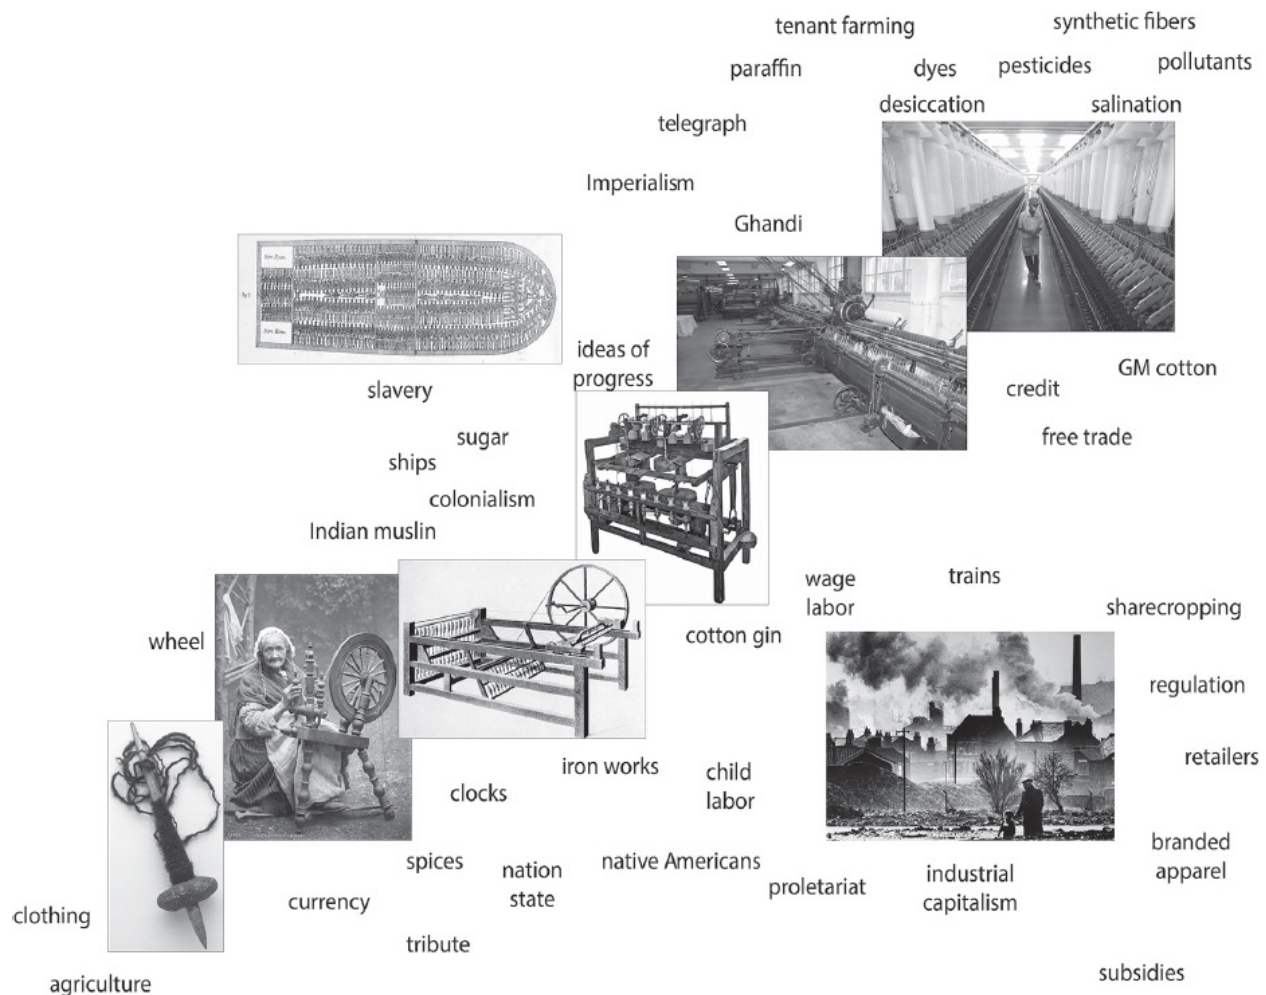 tenant farming
synthetic fibers
paraffin
dyes
pesticides
pollutants
desiccation
salination
telegraph
Imperialism
Ghandi
ideas of
progress
slavery
GM cotton
credit
sugar
free trade
ships
colonialism
Indian muslin
wage
labor
trains
sharecropping
wheel
cotton gin
regulation
retailers
iron works
child
labor
clocks
branded
apparel
spices
nation
state
native Americans
proletariat
industrial
capitalism
currency
clothing
tribute
subsidies
agriculture